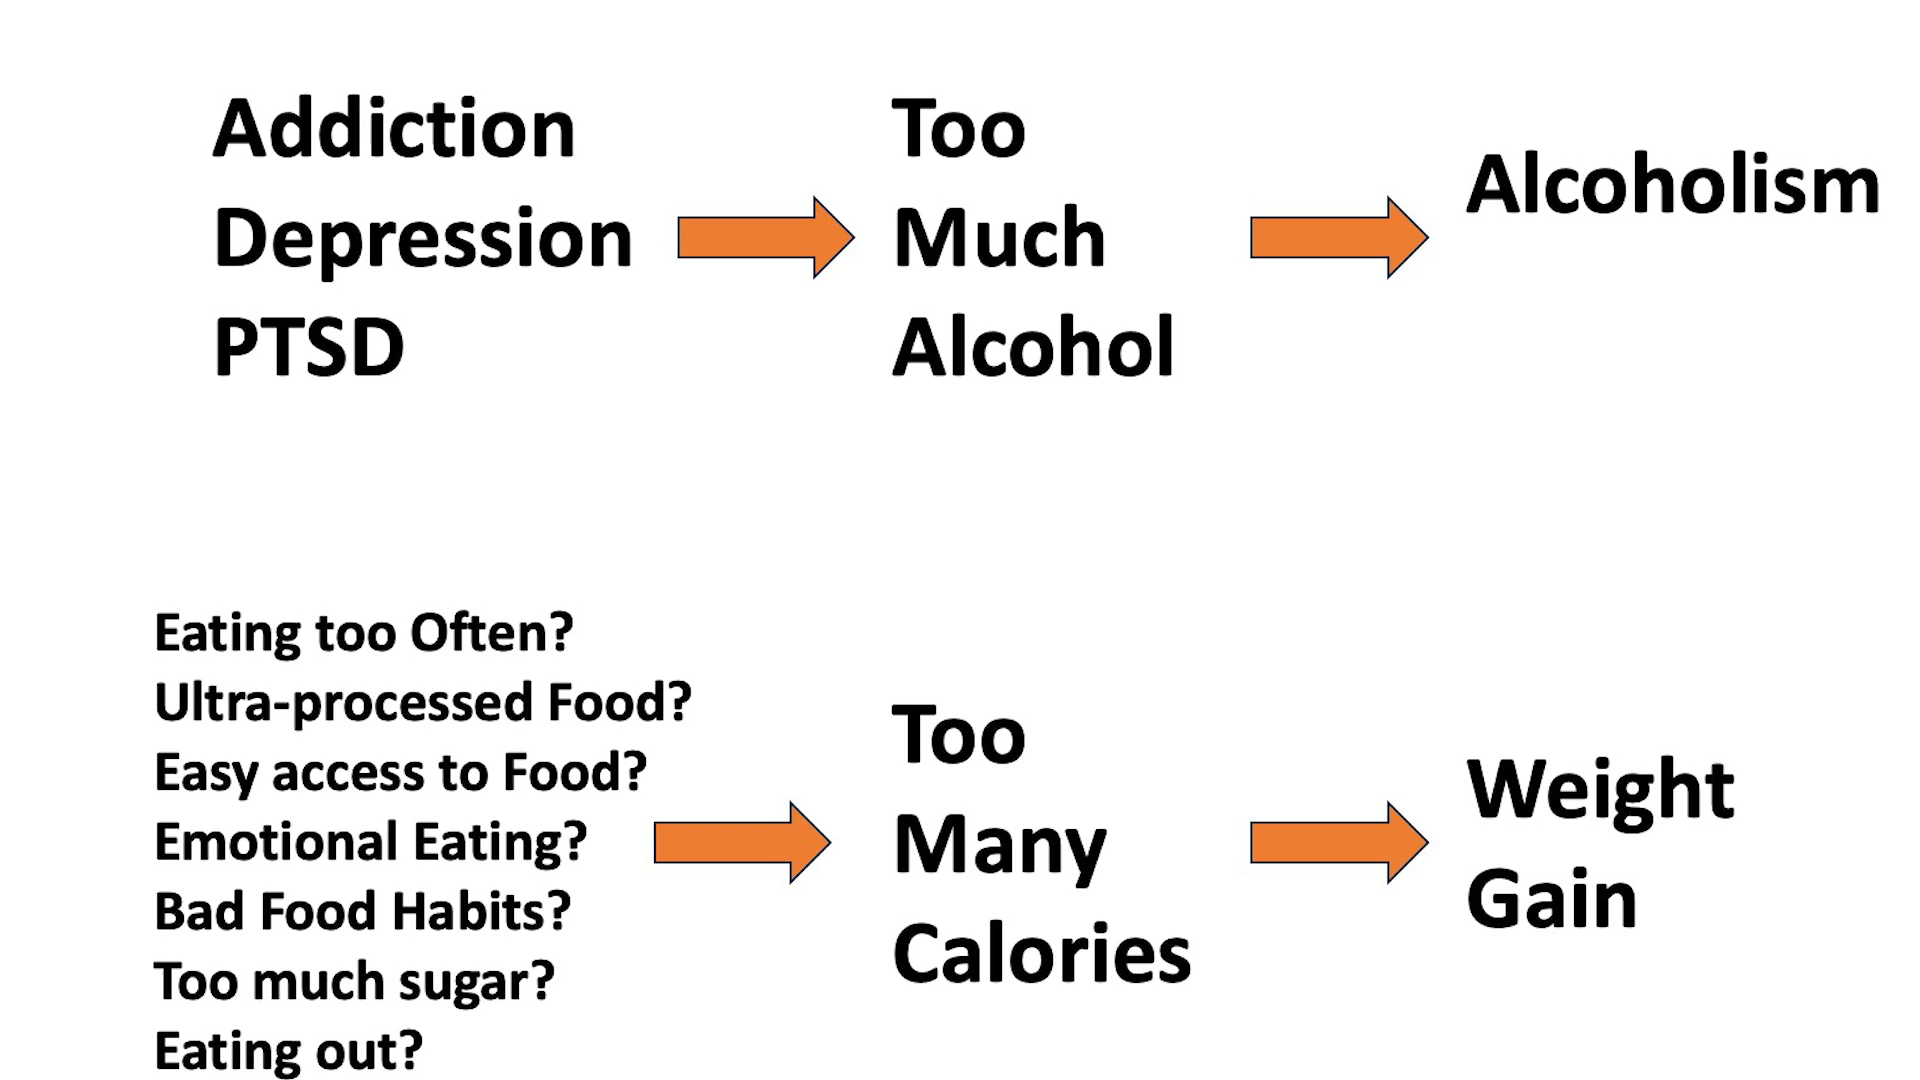 Addiction
Depression
PTSD
Too
Much
Alcohol
Alcoholism
Eating too Often?
Ultra-processed Food?
Easy access to Food?
Emotional Eating?
Bad Food Habits?
Too much sugar?
Eating out?
Too
Many
Calories
Weight
Gain